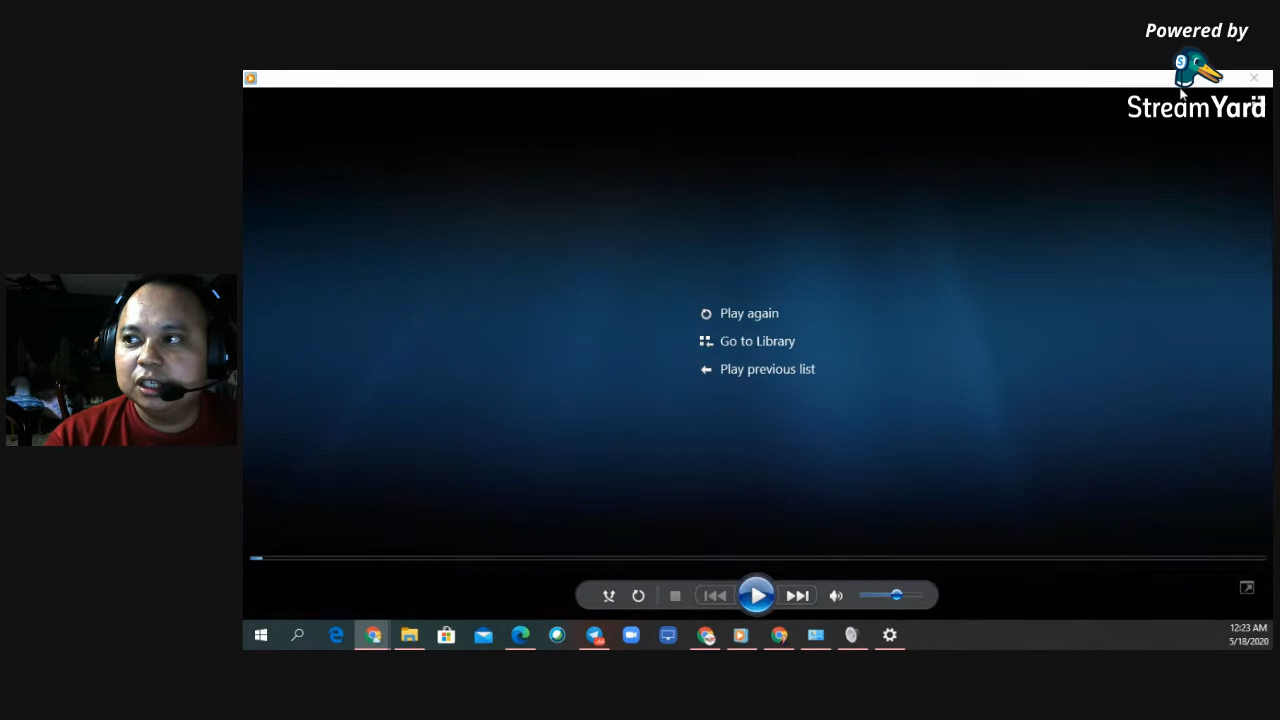 Powered by
StreamYard
Play again
Go to Library
Play previous list
12:23 AM
5/18/2020